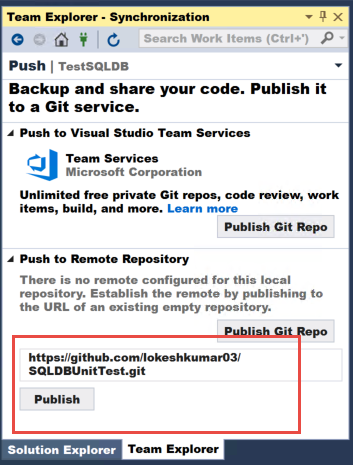 Team Explorer - Synchronization
Search Work Items (Ctrl+')
Push | TestSQLDB
Backup and share your code. Publish it
to a Git service.
Push to Visual Studio Team Services
Team Services
Microsoft Corporation
Unlimited free private Git repos, code review, work
items, build, and more. Learn more
Publish Git Repo
Push to Remote Repository
There is no remote configured for this local
repository. Establish the remote by publishing to
the URL of an existing empty repository.
Publish Git Repo
https://github.com/lokeshkumar03/
SQLDBUnitTest.git
Publish
Solution Explorer Team Explorer